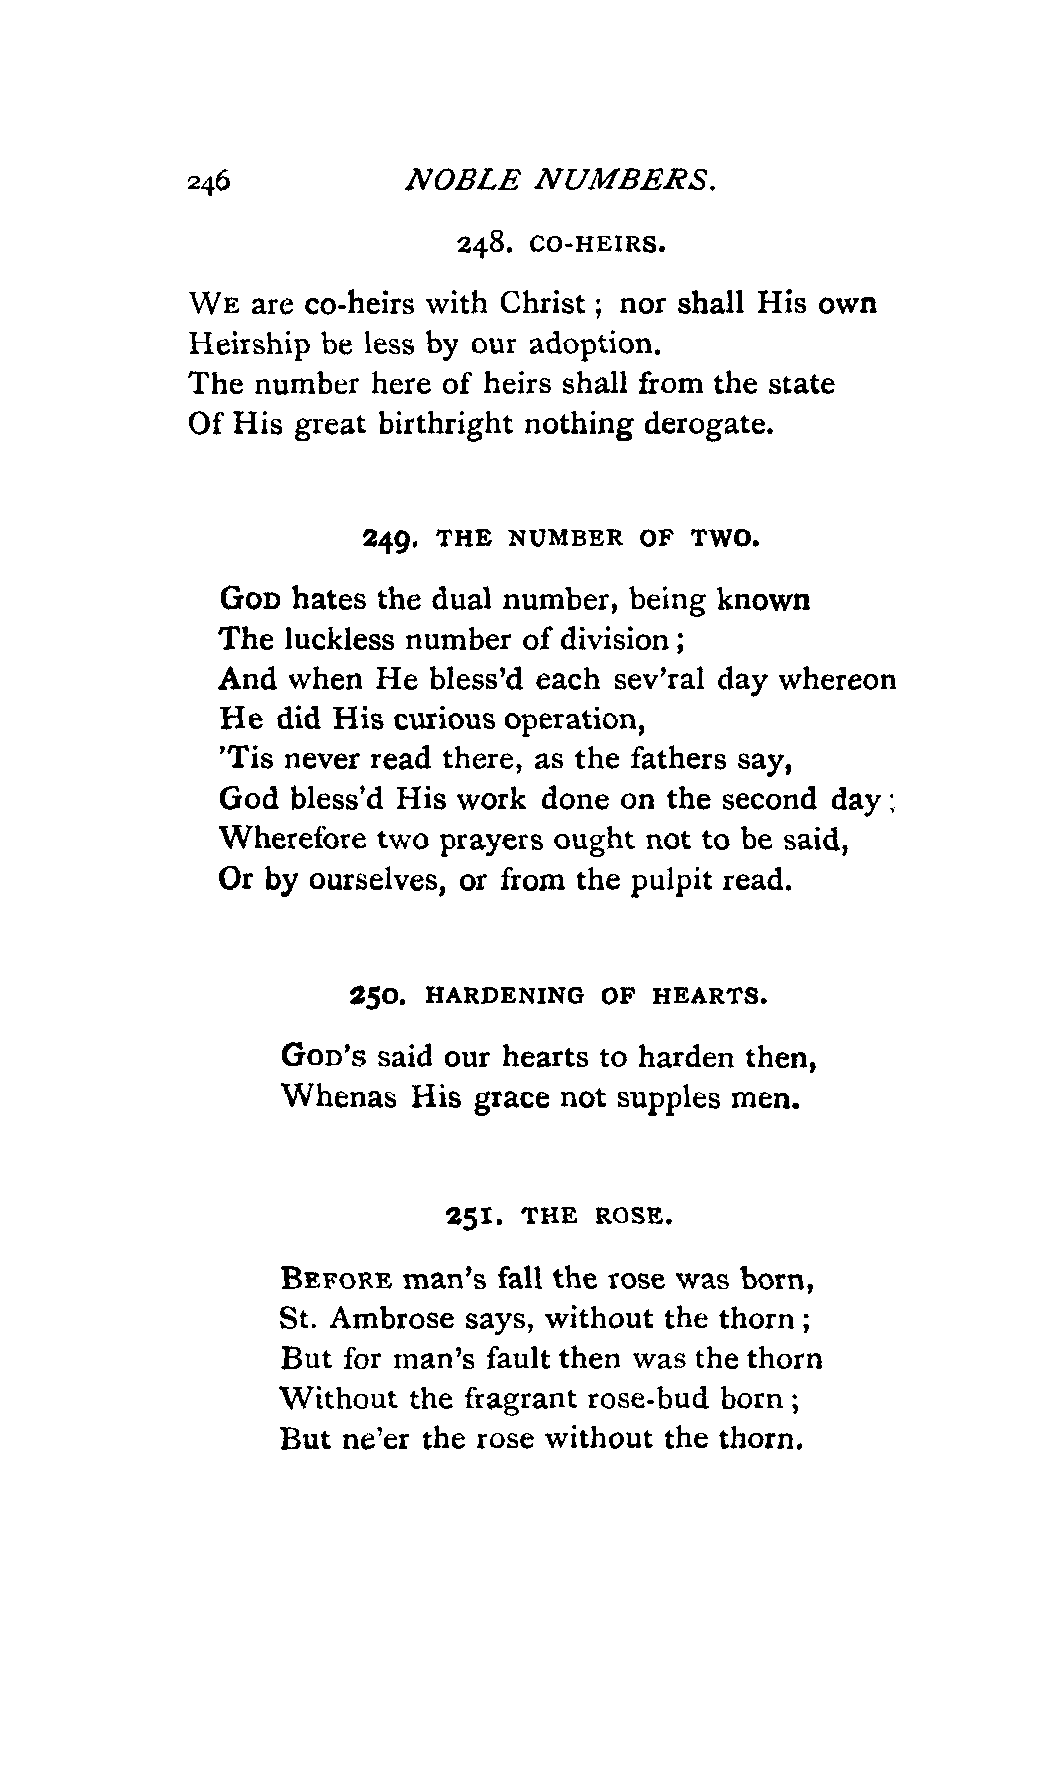 246 NOBLE NUMBERS.
248. CO-HEIRS.
WE are co-heirs with Christ ; nor shall His own
Heirship be less by our adoption.
The number here of heirs shall from the state
Of His great birthright nothing derogate.
249. THE NUMBER OF TWO.
GOD hates the dual number, being known
The luckless number of division ;
And when He bless'd each sev'ral day whereon
He did His curious operation,
'Tis never read there, as the fathers say,
God bless'd His work done on the second day ;
Wherefore two prayers ought not to be said,
Or by ourselves, or from the pulpit read.
250. HARDENING OF HEARTS.
GOD'S said our hearts to harden then,
Whenas His grace not supples men.
251. THE ROSE.
BEFORE man's fall the rose was born,
St. Ambrose says, without the thorn ;
But for man's fault then was the thorn
Without the fragrant rose-bud born ;
But ne'er the rose without the thorn.